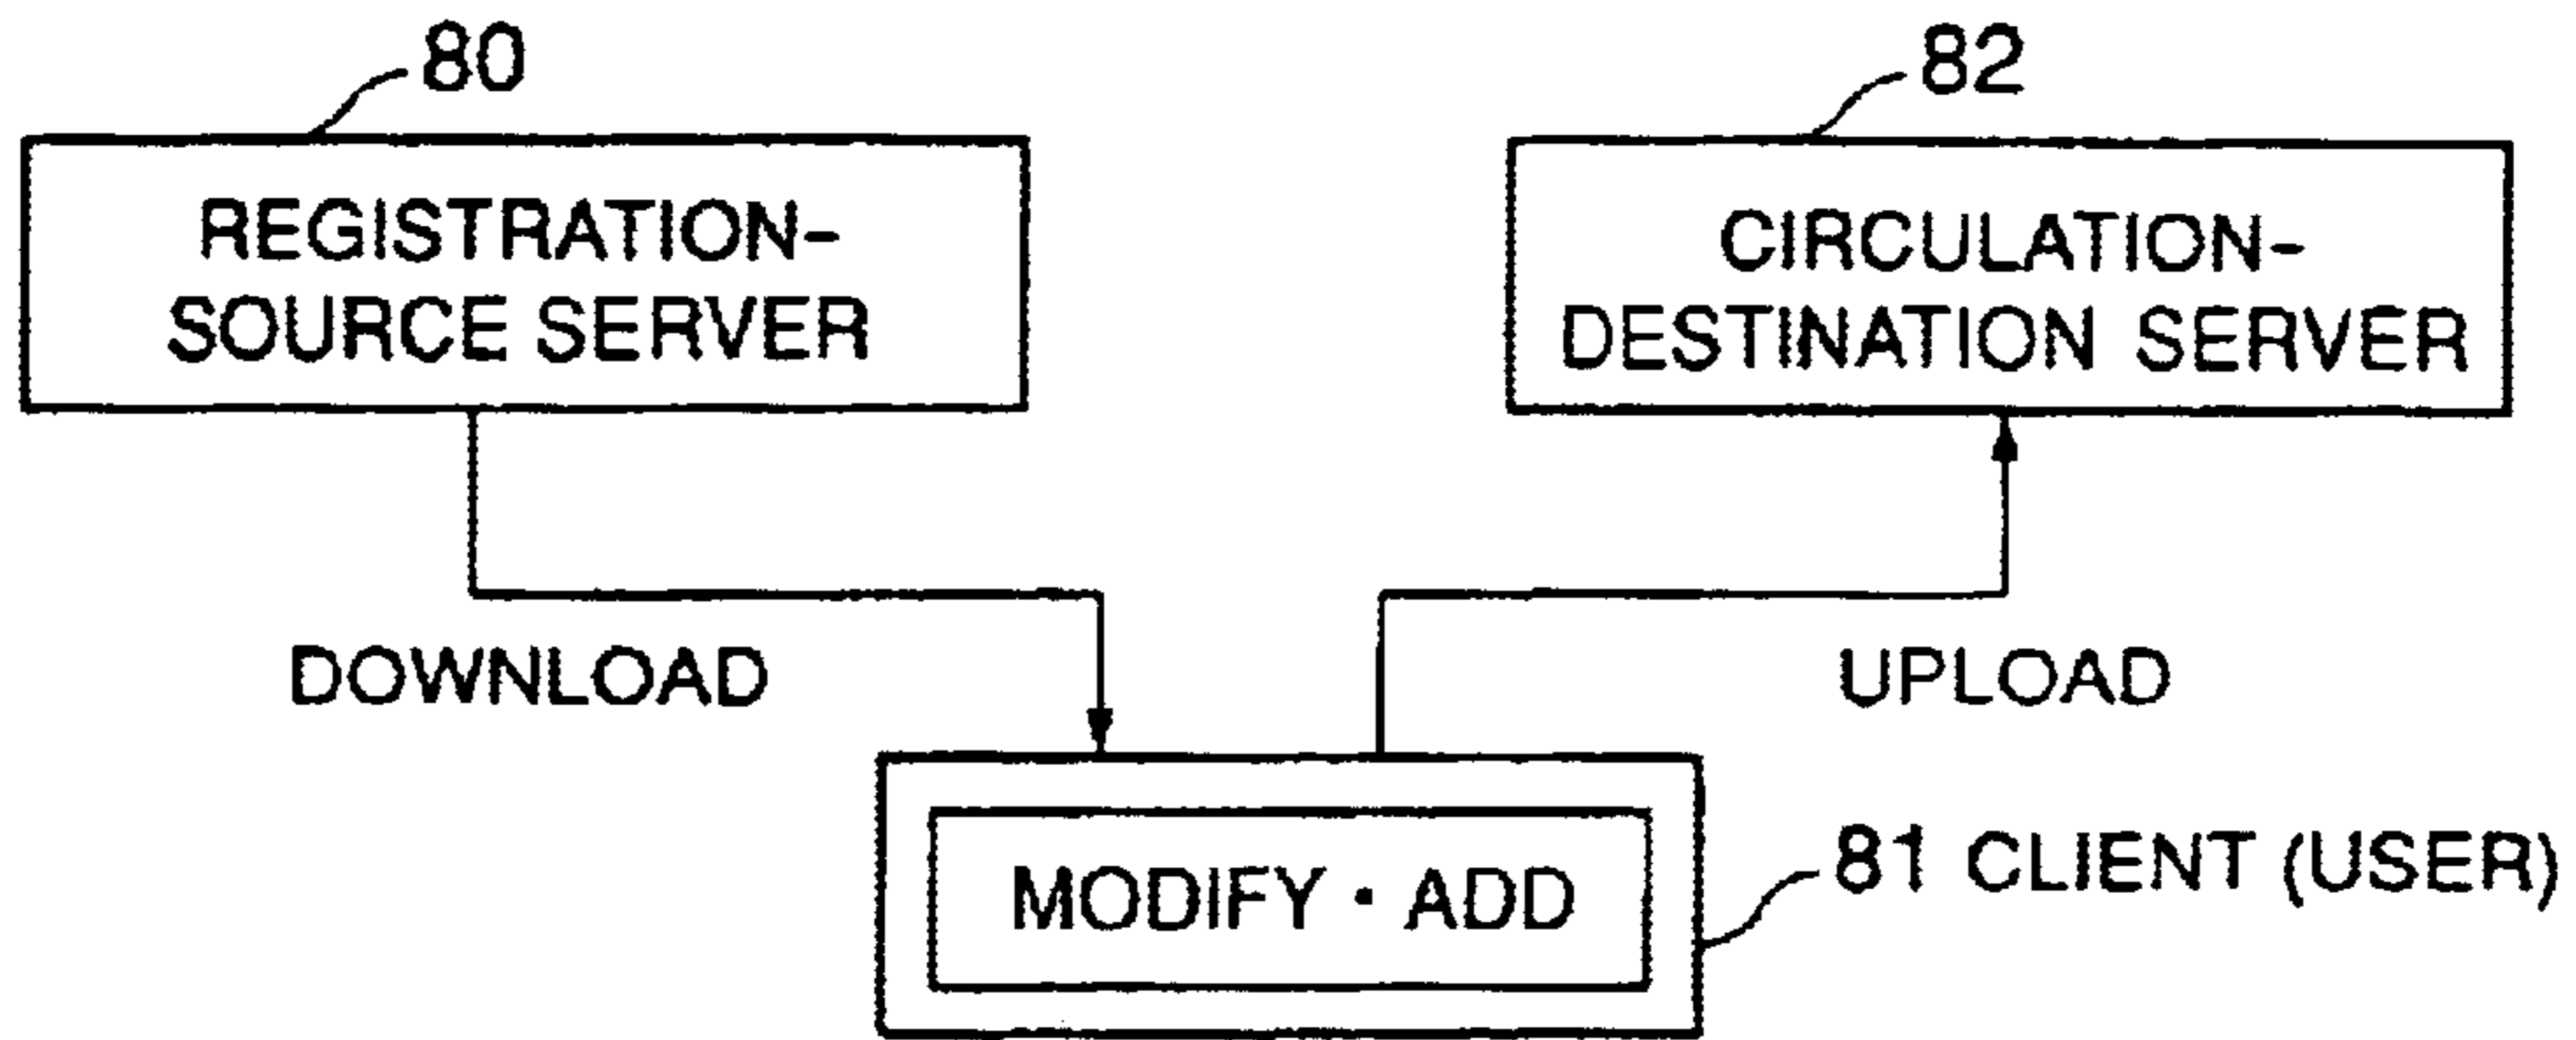 80
82
REGISTRATION-
SOURCE SERVER
CIRCULATION-
DESTINATION SERVER
DOWNLOAD
UPLOAD
MODIFY・ADD
81 CLIENT (USER)